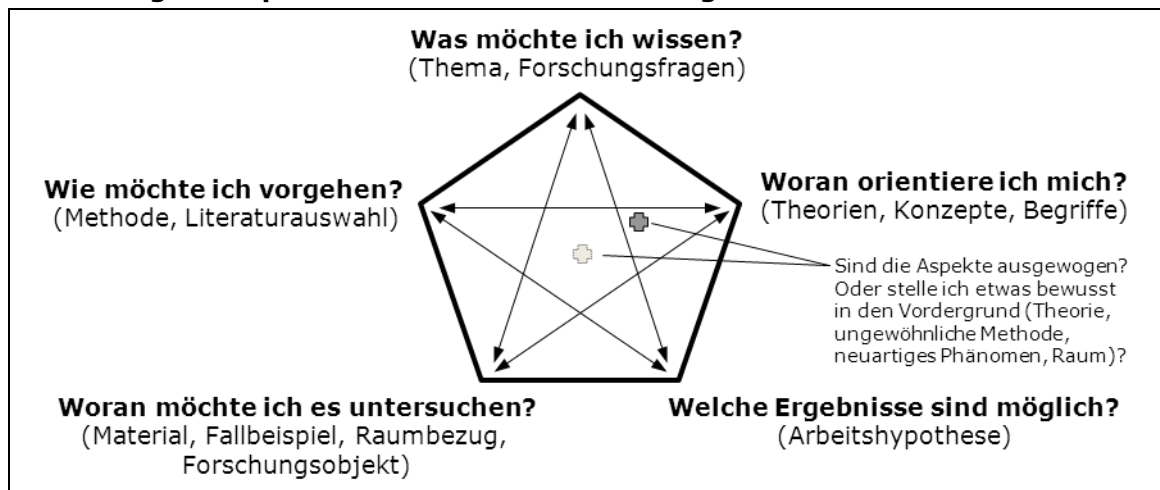 Was möchte ich wissen?
(Thema, Forschungsfragen)
Wie möchte ich vorgehen?
(Methode, Literaturauswahl)
Woran orientiere ich mich?
(Theorien, Konzepte, Begriffe)
Sind die Aspekte ausgewogen?
Oder stelle ich etwas bewusst
in den Vordergrund (Theorie,
ungewöhnliche Methode,
neuartiges Phänomen, Raum)?
Woran möchte ich es untersuchen?
(Material, Fallbeispiel, Raumbezug,
Forschungsobjekt)
Welche Ergebnisse sind möglich?
(Arbeitshypothese)